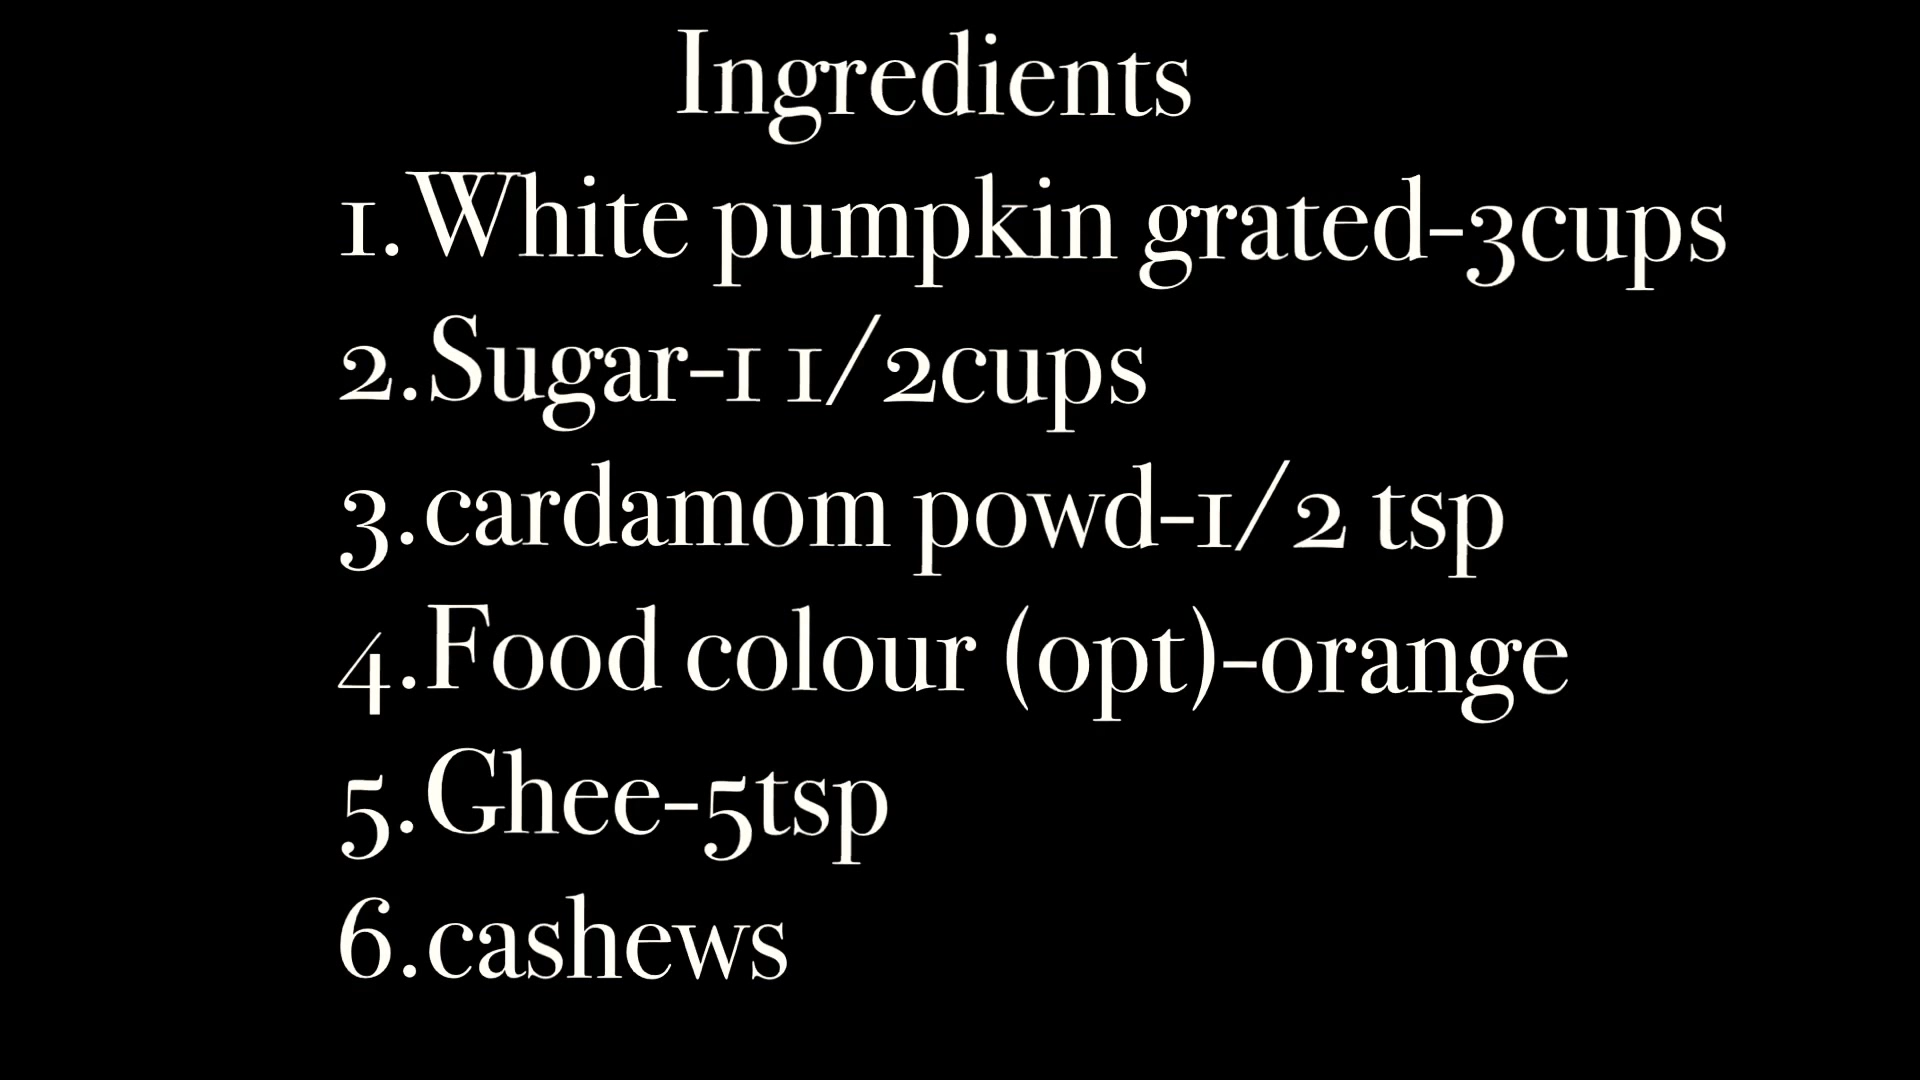 Ingredients
1.White pumpkin grated-3cups
2.Sugar-1 1/2cups
3.cardamom powd-1/2 tsp
4.Food colour (opt)-orange
5.Ghee-5tsp
6.cashews